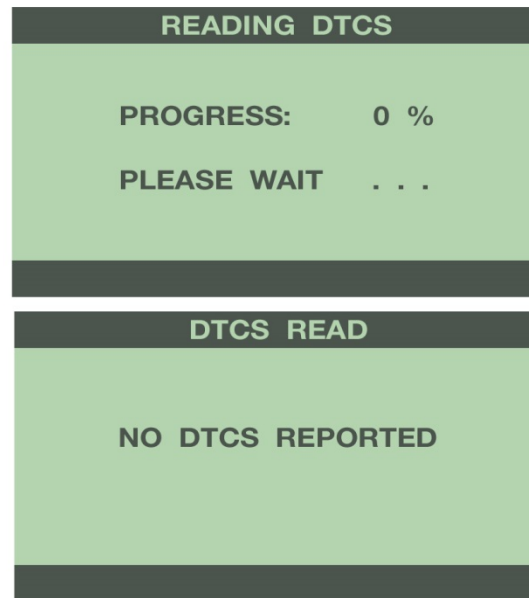 READING DTCS
PROGRESS: 0 %
PLEASE WAIT . . .
DTCS READ
NO DTCS REPORTED